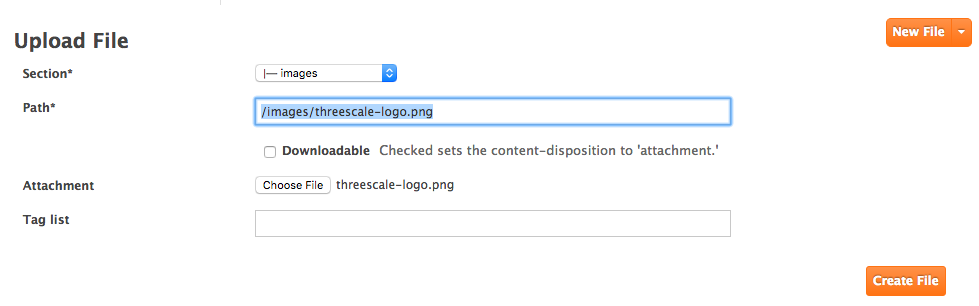 New File
Upload File
Section* |— images
Path* /images/threescale-logo.png
Downloadable Checked sets the content-disposition to 'attachment.'
Attachment Choose File threescale-logo.png
Tag list
Create File